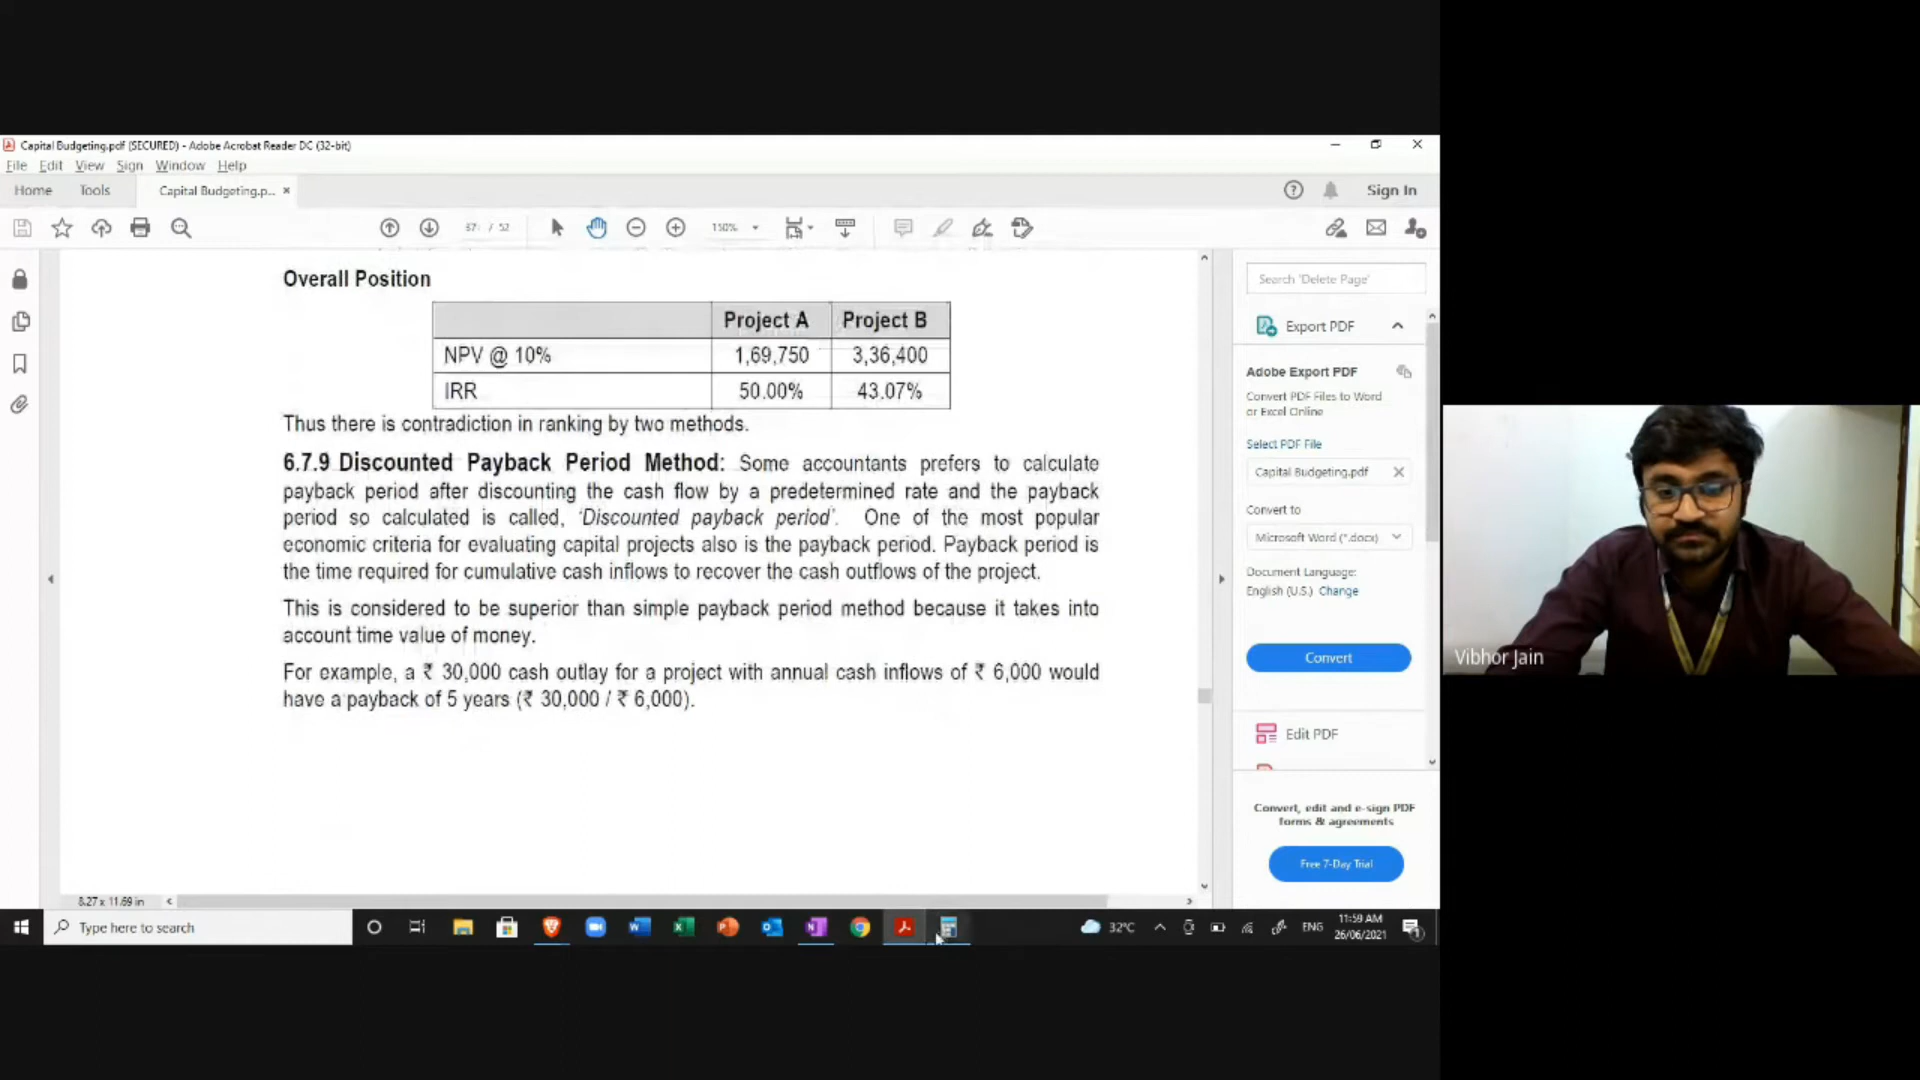 Capital Budgeting.pdf (SECURED) - Adobe Acrobat Reader DC (32-bit)
File Edit View Sign Window Help
Home Tools Capital Budgeting.p... × Sign In
37 / 52 150%
Overall Position
Project A Project B
NPV @ 10% 1,69,750 3,36,400
IRR 50.00% 43.07%
Thus there is contradiction in ranking by two methods.
6.7.9 Discounted Payback Period Method: Some accountants prefers to calculate
payback period after discounting the cash flow by a predetermined rate and the payback
period so calculated is called, ‘Discounted payback period’. One of the most popular
economic criteria for evaluating capital projects also is the payback period. Payback period is
the time required for cumulative cash inflows to recover the cash outflows of the project.
This is considered to be superior than simple payback period method because it takes into
account time value of money.
For example, a ₹ 30,000 cash outlay for a project with annual cash inflows of ₹ 6,000 would
have a payback of 5 years (₹ 30,000 / ₹ 6,000).
8.27 x 11.69 in
Search 'Delete Page'
Export PDF
Adobe Export PDF
Convert PDF Files to Word
or Excel Online
Select PDF File
Capital Budgeting.pdf
Convert to
Microsoft Word (*.docx)
Document Language:
English (U.S.) Change
Convert
Edit PDF
Convert, edit and e-sign PDF
forms & agreements
Free 7-Day Trial
Vibhor Jain
Type here to search
32°C ENG
11:59 AM
26/06/2021